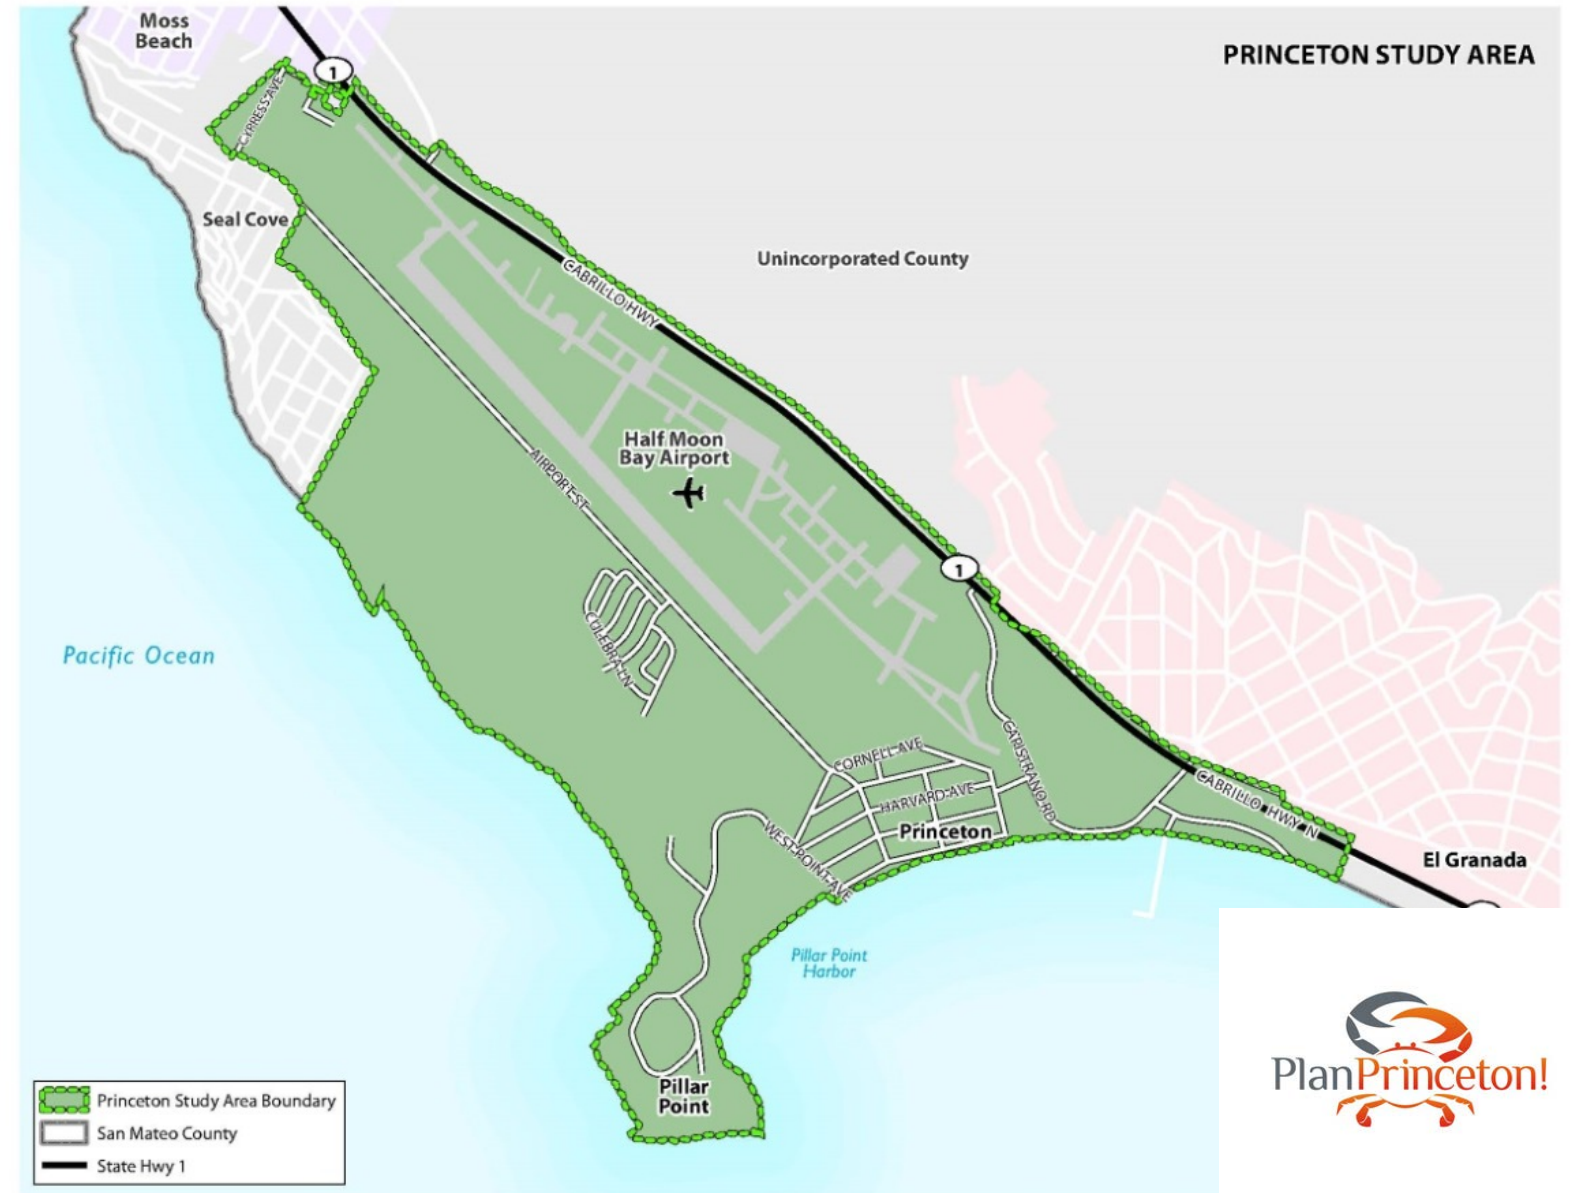 Moss
Beach
PRINCETON STUDY AREA
1
CYPRESS AVE
Seal Cove
Unincorporated County
CABRILLO HWY
Half Moon
Bay Airport
AIRPORT ST
1
Pacific Ocean
COLEBRA LN
CAPISTRANO RD
CORNELL AVE
HARVARD AVE
CABRILLO HWY N
Princeton
WEST POINT AVE
El Granada
Pillar Point
Harbor
Pillar
Point
PlanPrinceton!
Princeton Study Area Boundary
San Mateo County
State Hwy 1